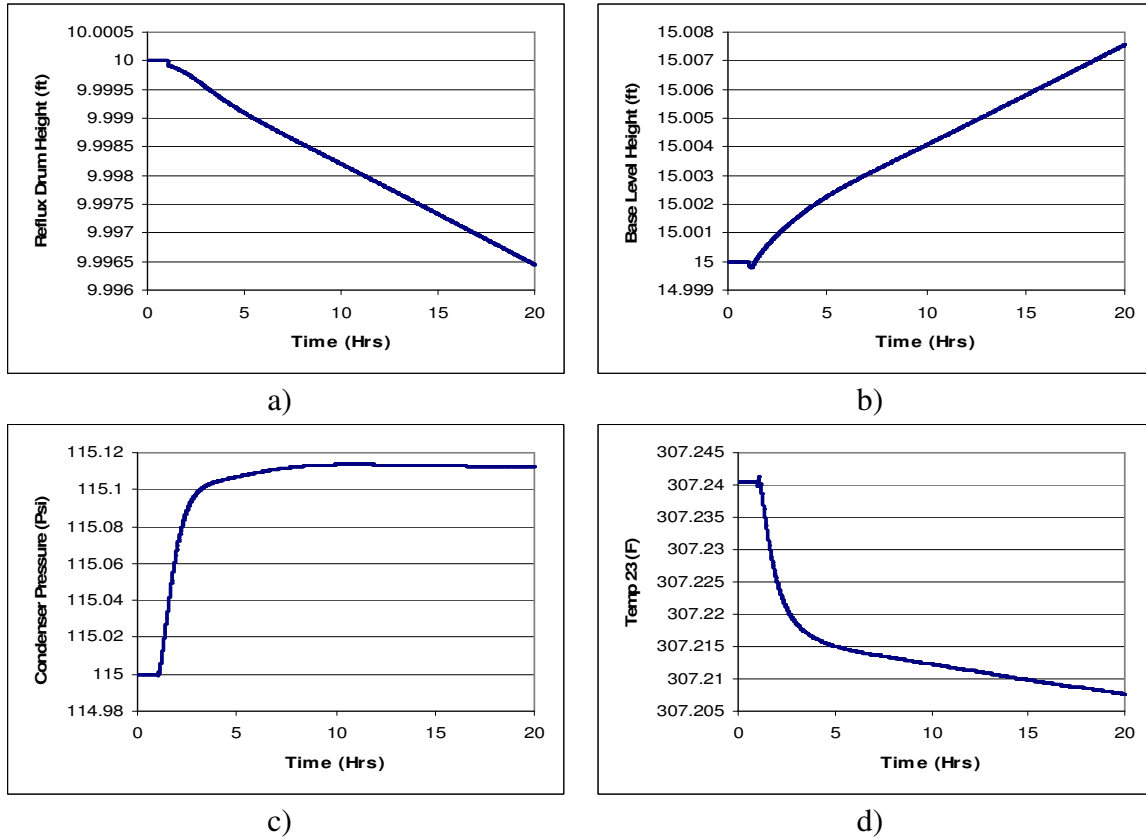 Reflux Drum Height (ft)
10.0005
10
9.9995
9.999
9.9985
9.998
9.9975
9.997
9.9965
9.996
0 5 10 15 20
Time (Hrs)
a)
Base Level Height (ft)
15.008
15.007
15.006
15.005
15.004
15.003
15.002
15.001
15
14.999
0 5 10 15 20
Time (Hrs)
b)
Condenser Pressure (Psi)
115.12
115.1
115.08
115.06
115.04
115.02
115
114.98
0 5 10 15 20
Time (Hrs)
c)
Temp 23 (F)
307.245
307.24
307.235
307.23
307.225
307.22
307.215
307.21
307.205
0 5 10 15 20
Time (Hrs)
d)